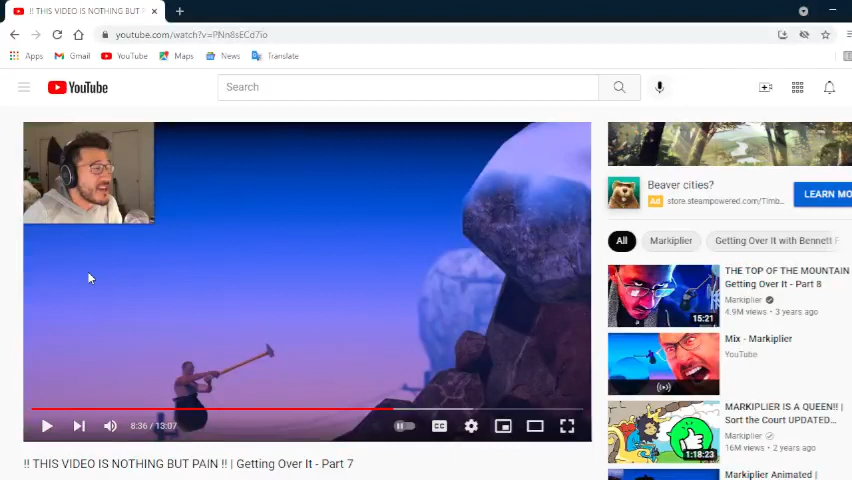 !! THIS VIDEO IS NOTHING BUT P
youtube.com/watch?v=PNn8sECd7io
Apps Gmail YouTube Maps News Translate
YouTube
Search
Beaver cities?
Ad store.steampowered.com/Timb...
LEARN MO
All Markiplier Getting Over It with Bennett F
THE TOP OF THE MOUNTAIN
Getting Over It - Part 8
Markiplier
4.9M views • 3 years ago
15:21
Mix - Markiplier
YouTube
MARKIPLIER IS A QUEEN!! |
Sort the Court UPDATED...
Markiplier
16M views • 2 years ago
1:18:23
Markiplier Animated |
CC
8:36 / 13:07
!! THIS VIDEO IS NOTHING BUT PAIN !! | Getting Over It - Part 7